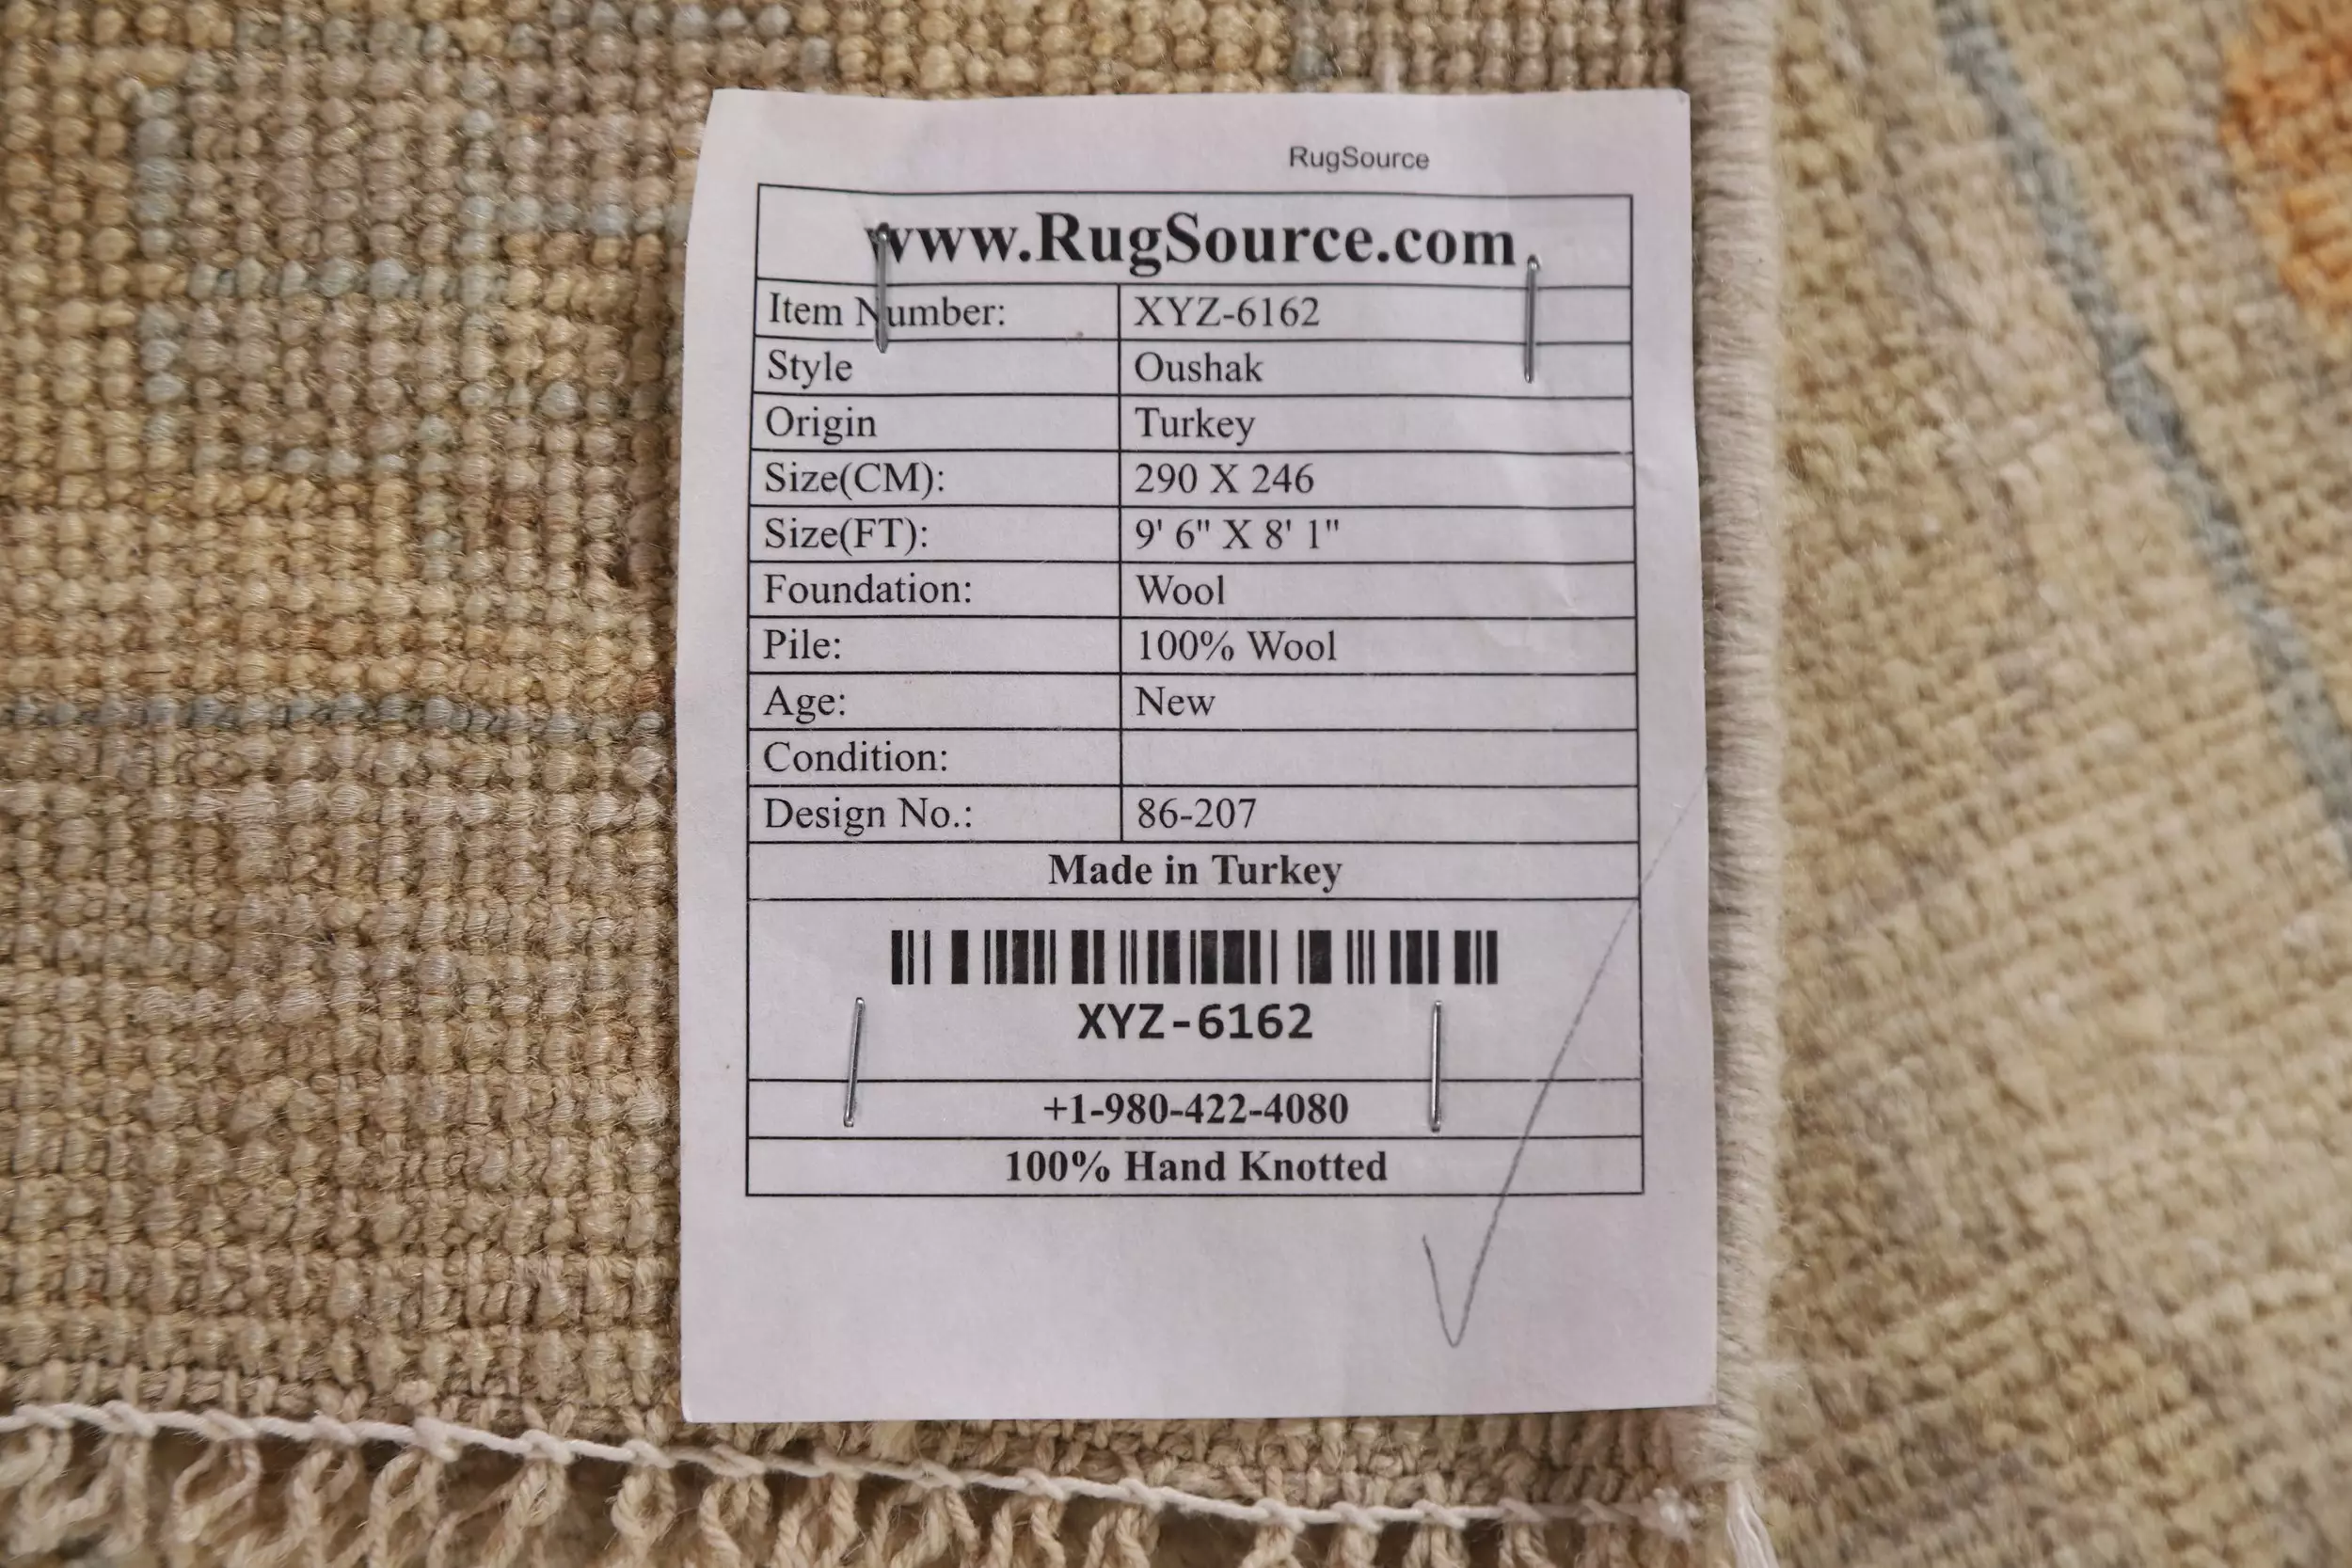 RugSource
www.RugSource.com
Item Number: XYZ-6162
Style Oushak
Origin Turkey
Size(CM): 290 X 246
Size(FT): 9' 6" X 8' 1"
Foundation: Wool
Pile: 100% Wool
Age: New
Condition:
Design No.: 86-207
Made in Turkey
XYZ-6162
+1-980-422-4080
100% Hand Knotted